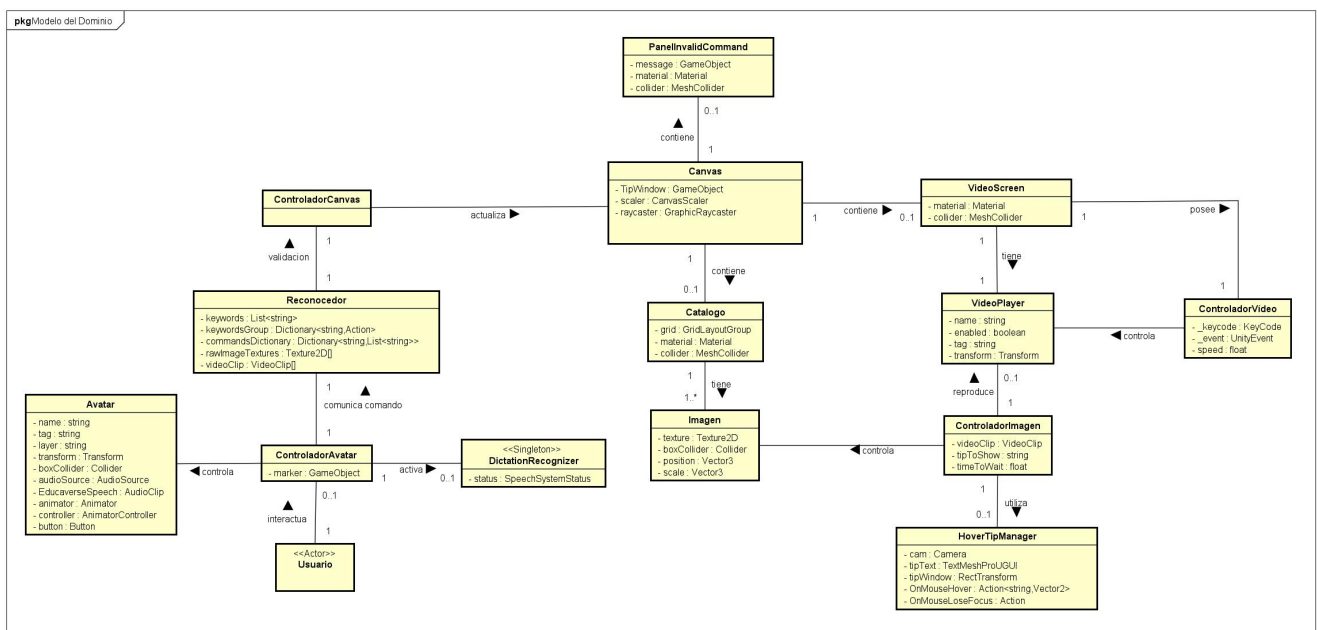 pkg Modelo del Dominio
PanelInvalidCommand
- message : GameObject
- material : Material
- collider : MeshCollider
0..1
contiene
1
Canvas
- TipWindow : GameObject
- scaler : CanvasScaler
- raycaster : GraphicRaycaster
ControladorCanvas
actualiza
1
contiene
0..1
VideoScreen
- material : Material
- collider : MeshCollider
1
posee
1
validacion
1
1
contiene
0..1
1
tiene
1
1
Reconocedor
- keywords : List<string>
- keywordsGroup : Dictionary<string,Action>
- commandsDictionary : Dictionary<string,List<string>>
- rawImageTextures : Texture2D[]
- videoClip : VideoClip[]
Catalogo
- grid : GridLayoutGroup
- material : Material
- collider : MeshCollider
VideoPlayer
- name : string
- enabled : boolean
- tag : string
- transform : Transform
controla
ControladorVideo
- _keycode : KeyCode
- _event : UnityEvent
- speed : float
1
comunica comando
1
1
tiene
1..*
0..1
reproduce
1
Avatar
- name : string
- tag : string
- layer : string
- transform : Transform
- boxCollider : Collider
- audioSource : AudioSource
- EducaverseSpeech : AudioClip
- animator : Animator
- controller : AnimatorController
- button : Button
controla
ControladorAvatar
- marker : GameObject
1
activa
0..1
<<Singleton>>
DictationRecognizer
- status : SpeechSystemStatus
Imagen
- texture : Texture2D
- boxCollider : Collider
- position : Vector3
- scale : Vector3
controla
ControladorImagen
- videoClip : VideoClip
- tipToShow : string
- timeToWait : float
0..1
interactua
1
<<Actor>>
Usuario
1
utiliza
0..1
HoverTipManager
- cam : Camera
- tipText : TextMeshProUGUI
- tipWindow : RectTransform
- OnMouseHover : Action<string,Vector2>
- OnMouseLoseFocus : Action